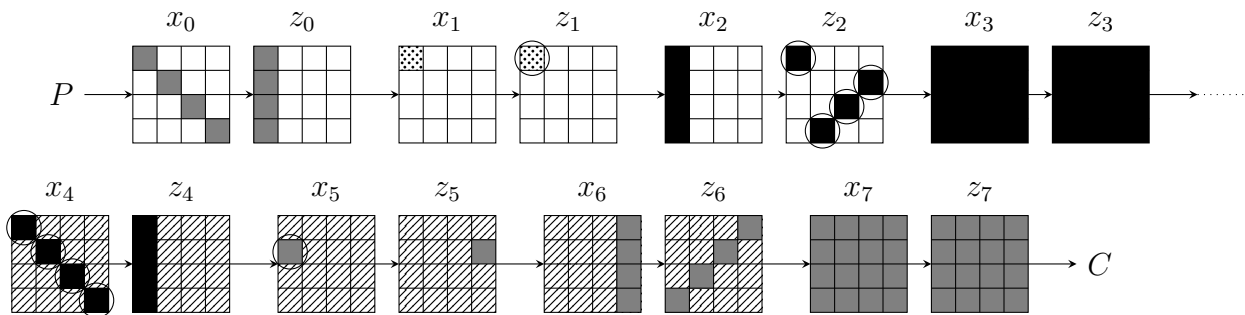 x₀ z₀ x₁ z₁ x₂ z₂ x₃ z₃
P
x₄ z₄ x₅ z₅ x₆ z₆ x₇ z₇
C